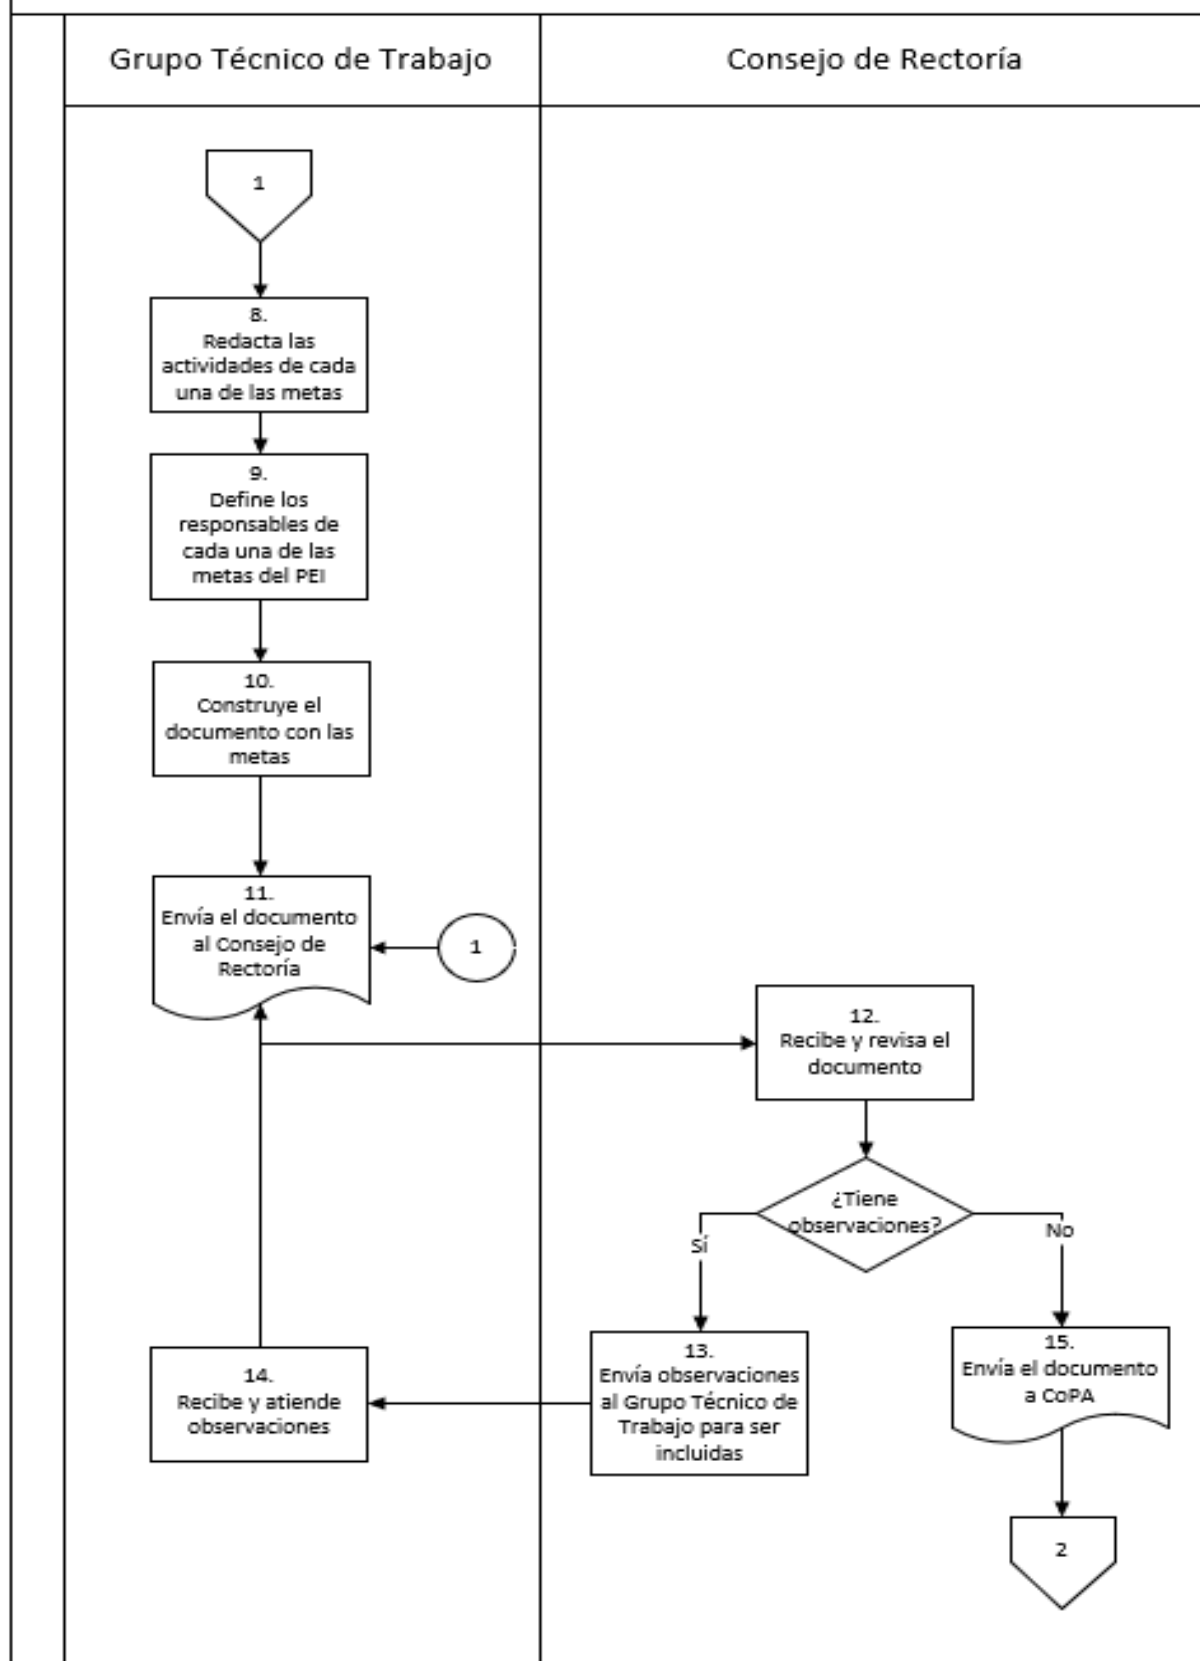 Grupo Técnico de Trabajo
Consejo de Rectoría
1
8.
Redacta las
actividades de cada
una de las metas
9.
Define los
responsables de
cada una de las
metas del PEI
10.
Construye el
documento con las
metas
11.
Envía el documento
al Consejo de
Rectoría
1
12.
Recibe y revisa el
documento
¿Tiene
observaciones?
Sí
No
13.
Envía observaciones
al Grupo Técnico de
Trabajo para ser
incluidas
14.
Recibe y atiende
observaciones
15.
Envía el documento
a CoPA
2